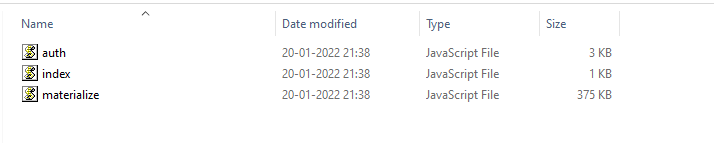 Name Date modified Type Size
auth 20-01-2022 21:38 JavaScript File 3 KB
index 20-01-2022 21:38 JavaScript File 1 KB
materialize 20-01-2022 21:38 JavaScript File 375 KB